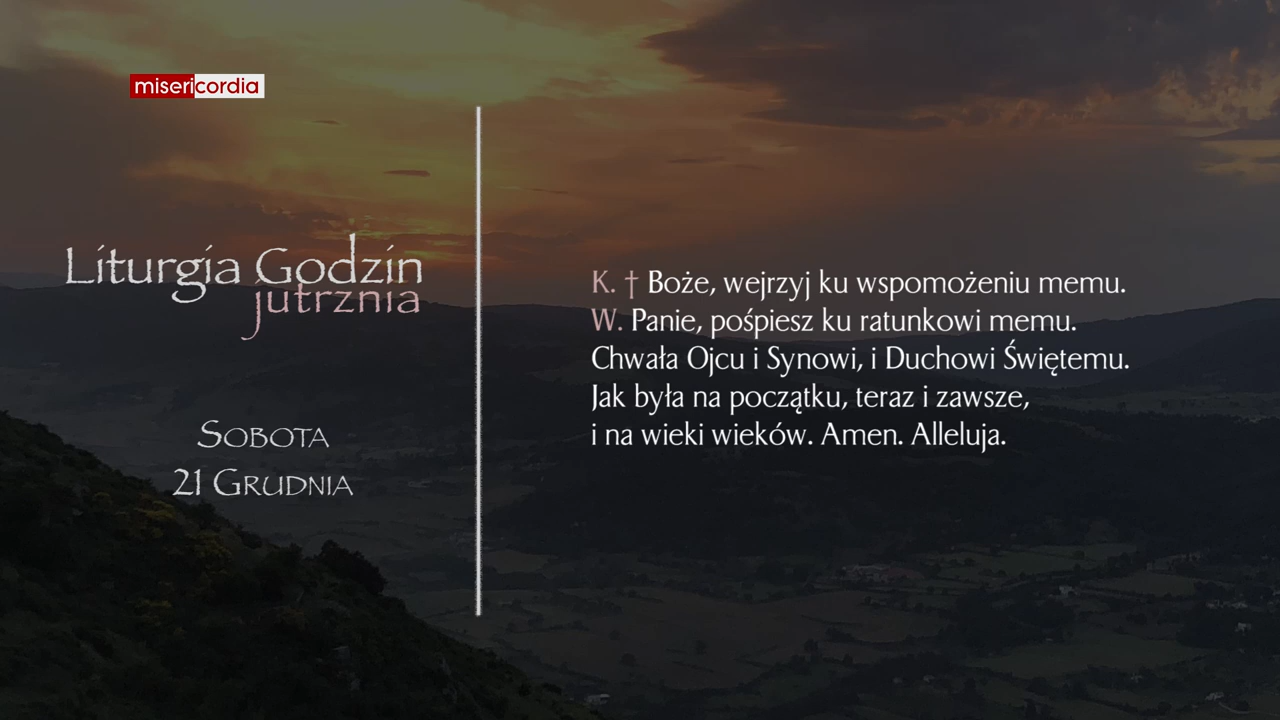 misericordia
Liturgia Godzin
jutrznia
Sobota
21 Grudnia
K. † Boże, wejrzyj ku wspomożeniu memu.
W. Panie, pośpiesz ku ratunkowi memu.
Chwała Ojcu i Synowi, i Duchowi Świętemu.
Jak była na początku, teraz i zawsze,
i na wieki wieków. Amen. Alleluja.